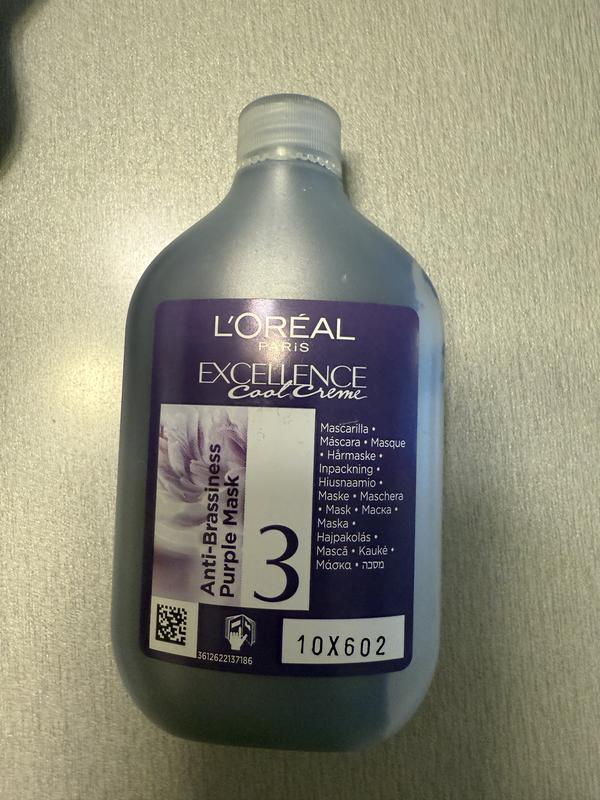 L'ORÉAL
PARiS
EXCELLENCE
Cool Creme
Anti-Brassiness
Purple Mask
3
Mascarilla •
Máscara • Masque
• Hårmaske •
Inpackning •
Hiusnaamio •
Maske • Maschera
• Mask • Маска •
Maska •
Hajpakolás •
Mască • Kaukė •
Μάσκα • מסכה
3612622137186
10X602